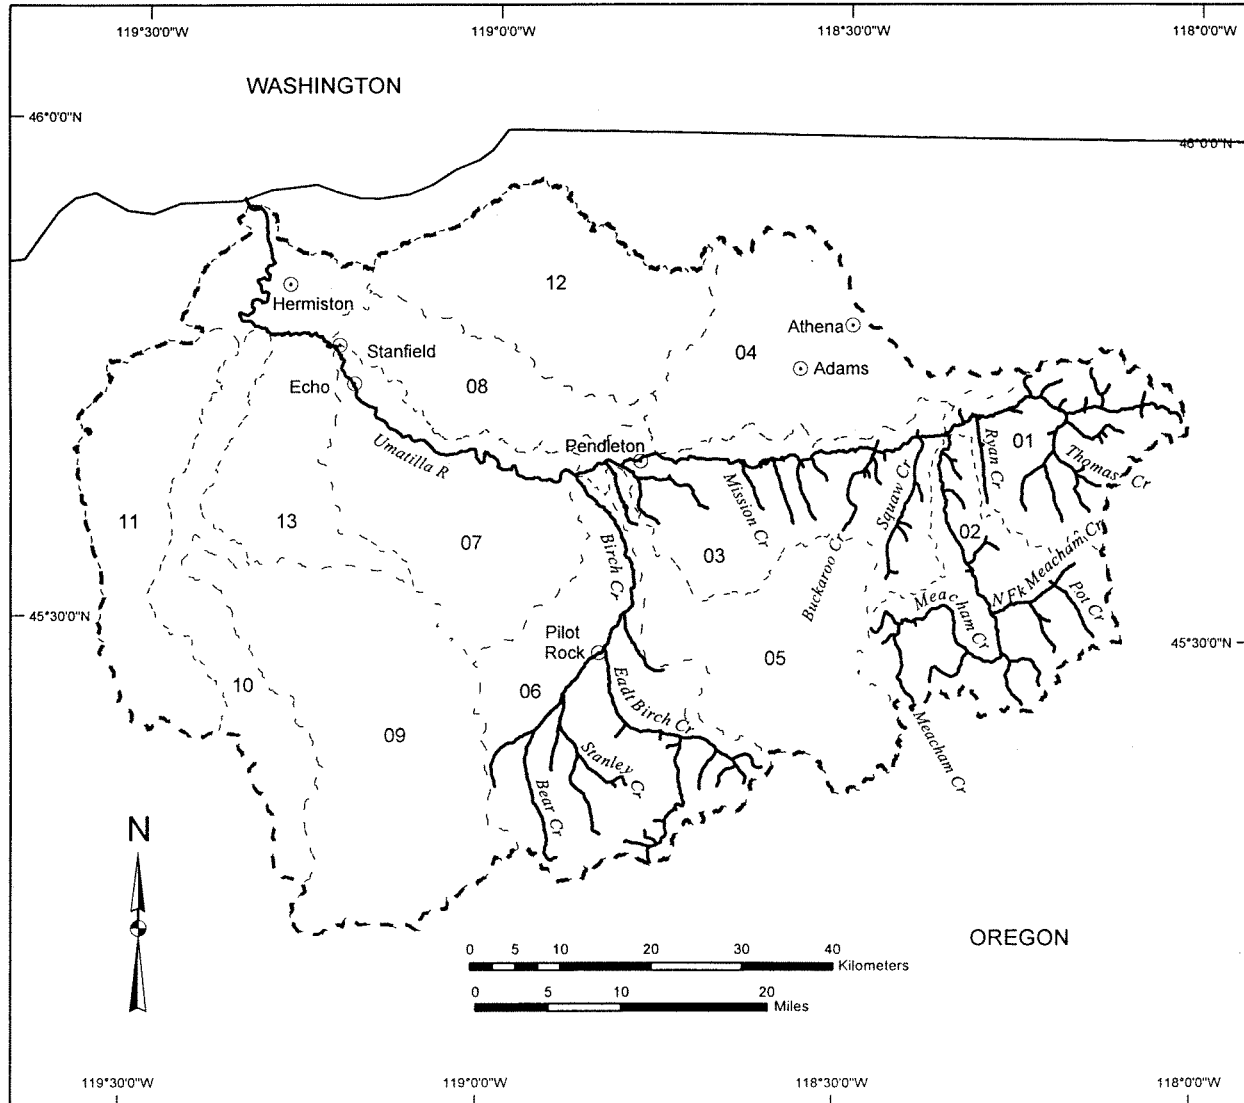 119°30'0"W
119°0'0"W
118°30'0"W
118°0'0"W
WASHINGTON
46°0'0"N
46°0'0"N
12
Hermiston
Athena
04
Stanfield
Adams
08
Echo
Pendleton
Umatilla R
01
Ryan Cr
Thomas Cr
Squaw Cr
Mission Cr
11
13
07
03
02
Birch Cr
Buckaroo Cr
N Fk Meacham Cr
Meacham Cr
Pot Cr
45°30'0"N
45°30'0"N
Pilot
Rock
05
10
06
Eadt Birch Cr
09
Stanley Cr
Meacham Cr
Bear Cr
N
OREGON
0 5 10 20 30 40
Kilometers
0 5 10 20
Miles
119°30'0"W
119°0'0"W
118°30'0"W
118°0'0"W